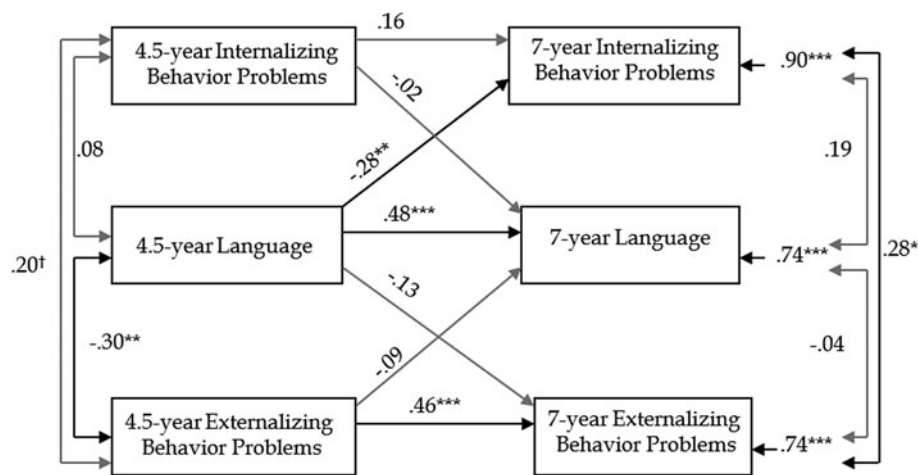 .16
4.5-year Internalizing
Behavior Problems
7-year Internalizing
Behavior Problems
.90***
-.02
.08
-.28**
.19
.48***
4.5-year Language
7-year Language
.20†
.74***
.28*
-.13
-.30**
-.09
-.04
.46***
4.5-year Externalizing
Behavior Problems
7-year Externalizing
Behavior Problems
.74***